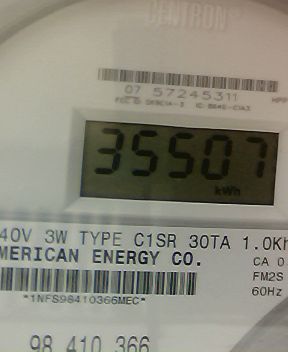 CENTRON
07 57245311
35507
kWh
40V 3W TYPE C1SR 30TA 1.0Kh
MERICAN ENERGY CO.
CA 0.
FM2S
60Hz
*1NFS98410366MEC*
98 410 366